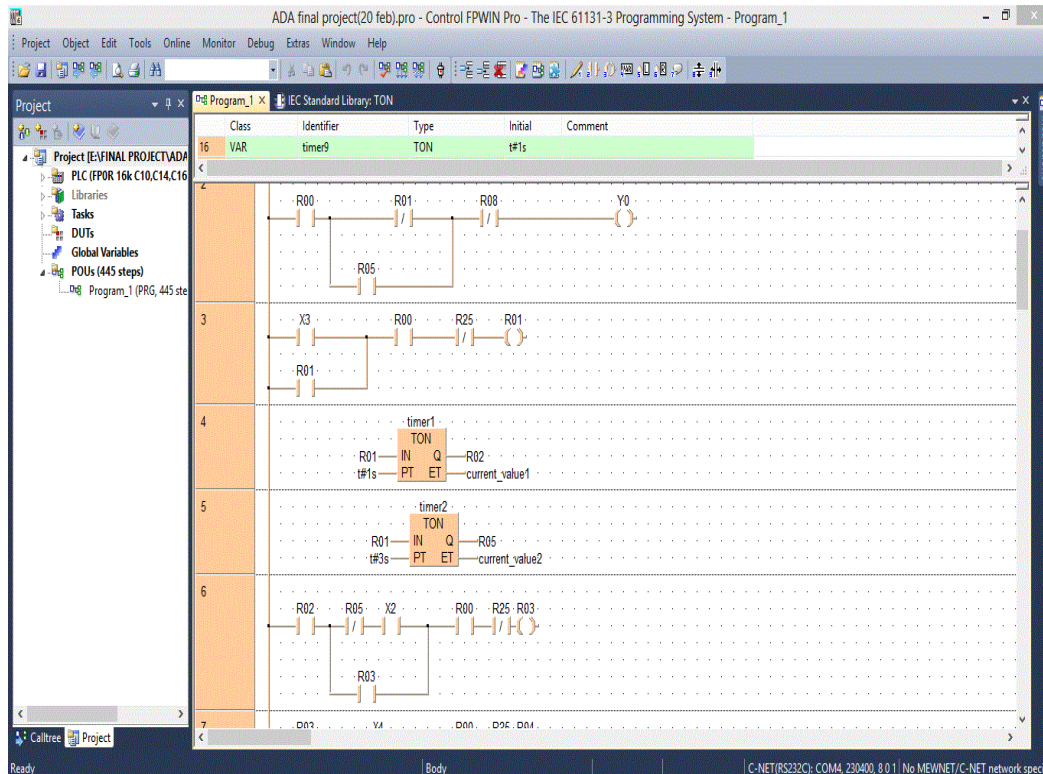 ADA final project(20 feb).pro - Control FPWIN Pro - The IEC 61131-3 Programming System - Program_1
Project Object Edit Tools Online Monitor Debug Extras Window Help
Project
Program_1
IEC Standard Library: TON
Class Identifier Type Initial Comment
16 VAR timer9 TON t#1s
Project [E:\FINAL PROJECT\ADA
PLC (FP0R 16k C10,C14,C16
Libraries
Tasks
DUTs
Global Variables
POUs (445 steps)
Program_1 (PRG, 445 ste
2
R00 R01 R08 Y0
R05
3
X3 R00 R25 R01
R01
4
timer1
TON
R01 IN Q R02
t#1s PT ET current_value1
5
timer2
TON
R01 IN Q R05
t#3s PT ET current_value2
6
R02 R05 X2 R00 R25 R03
R03
7
R03 X4 R00 R25 R04
Calltree Project
Ready Body C-NET(RS232C): COM4, 230400, 8 0 1 No MEWNET/C-NET network spec